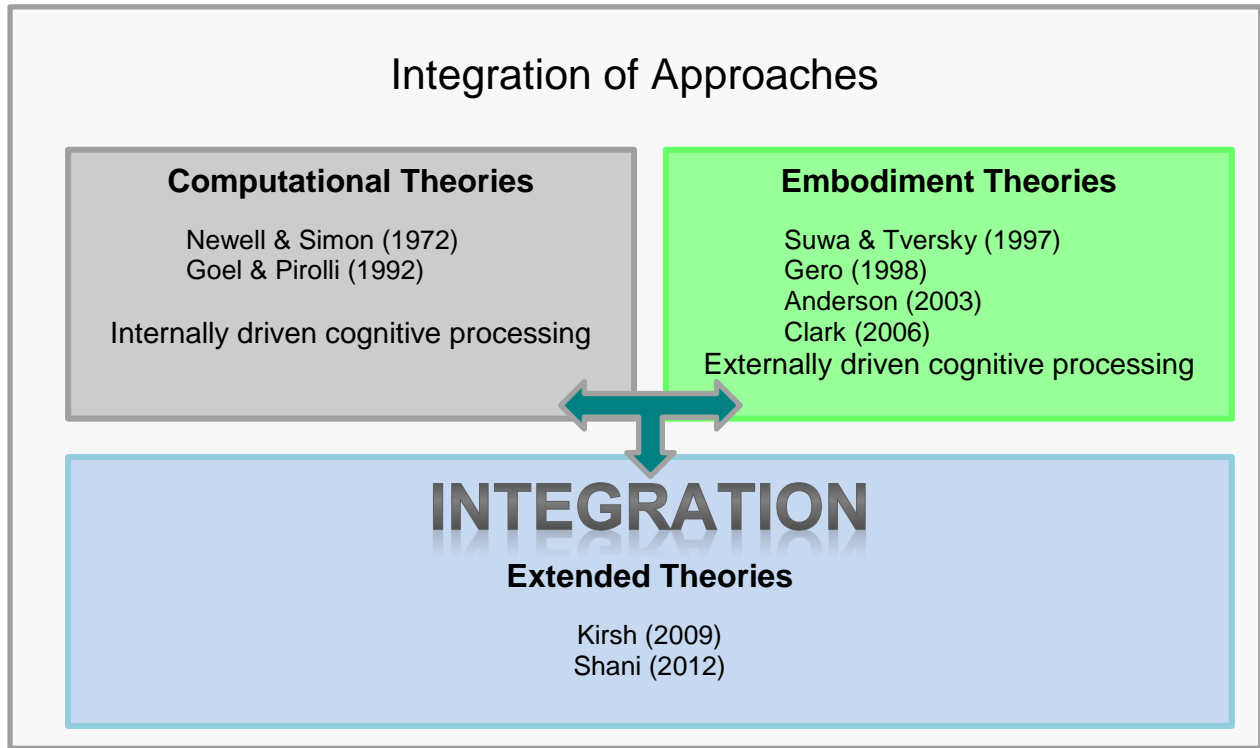 Integration of Approaches
Computational Theories
Newell & Simon (1972)
Goel & Pirolli (1992)
Internally driven cognitive processing
Embodiment Theories
Suwa & Tversky (1997)
Gero (1998)
Anderson (2003)
Clark (2006)
Externally driven cognitive processing
INTEGRATION
Extended Theories
Kirsh (2009)
Shani (2012)